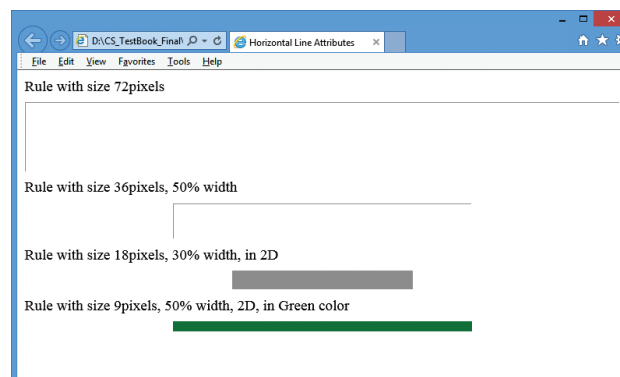 D:\CS_TestBook_Final\
Horizontal Line Attributes
File Edit View Favorites Tools Help
Rule with size 72pixels
Rule with size 36pixels, 50% width
Rule with size 18pixels, 30% width, in 2D
Rule with size 9pixels, 50% width, 2D, in Green color